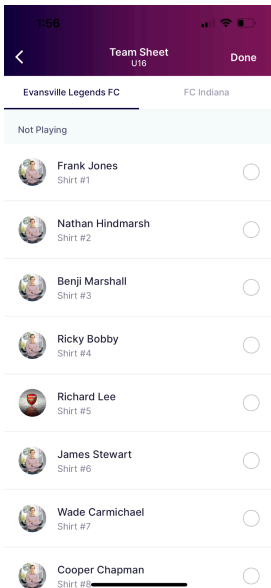 1:56
Team Sheet
U16
Done
Evansville Legends FC
FC Indiana
Not Playing
Frank Jones
Shirt #1
Nathan Hindmarsh
Shirt #2
Benji Marshall
Shirt #3
Ricky Bobby
Shirt #4
Richard Lee
Shirt #5
James Stewart
Shirt #6
Wade Carmichael
Shirt #7
Cooper Chapman
Shirt #8